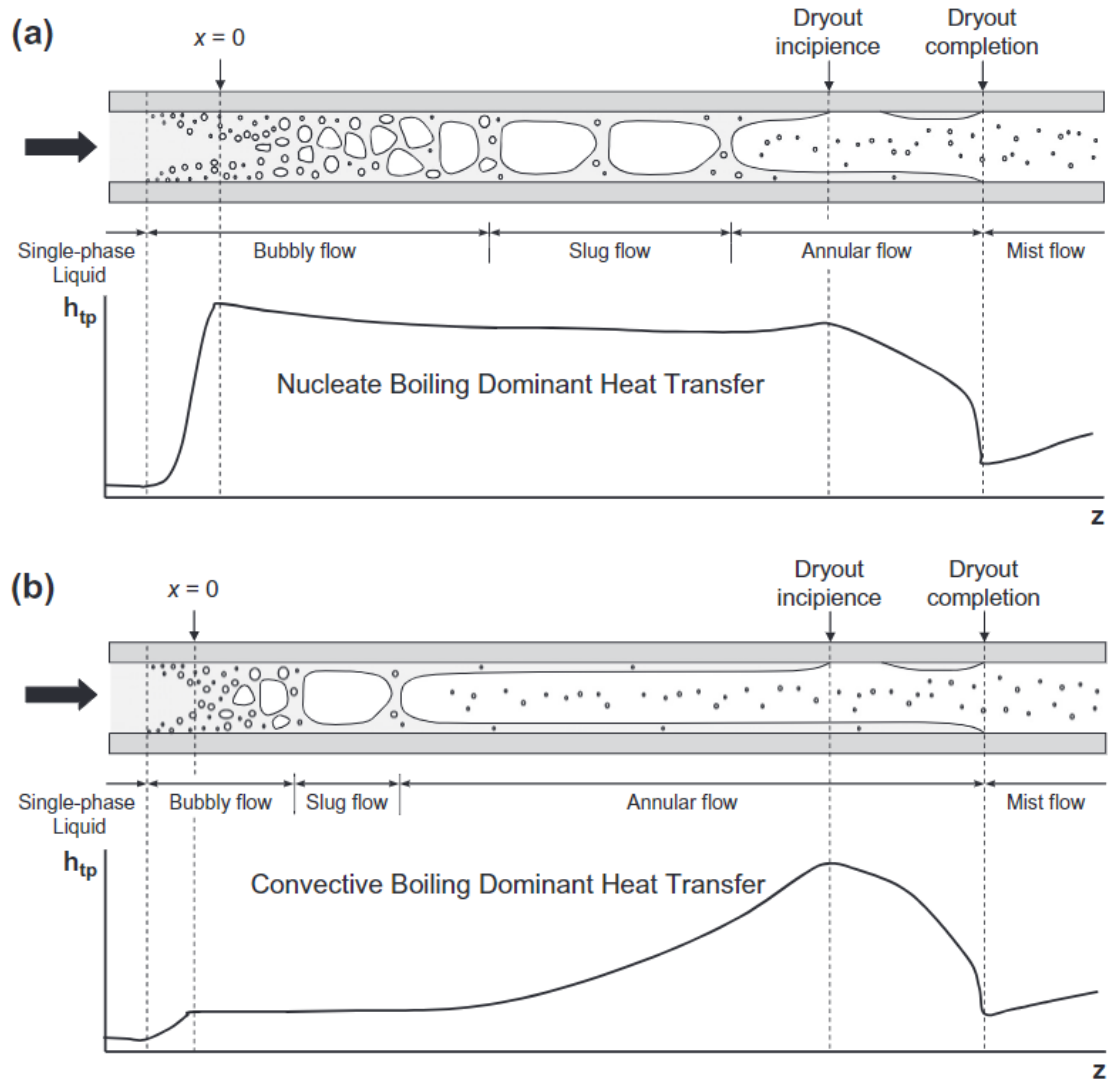 (a)
x = 0
Dryout
incipience
Dryout
completion
Single-phase
Liquid
Bubbly flow
Slug flow
Annular flow
Mist flow
htp
Nucleate Boiling Dominant Heat Transfer
z
(b)
x = 0
Dryout
incipience
Dryout
completion
Single-phase
Liquid
Bubbly flow
Slug flow
Annular flow
Mist flow
htp
Convective Boiling Dominant Heat Transfer
z